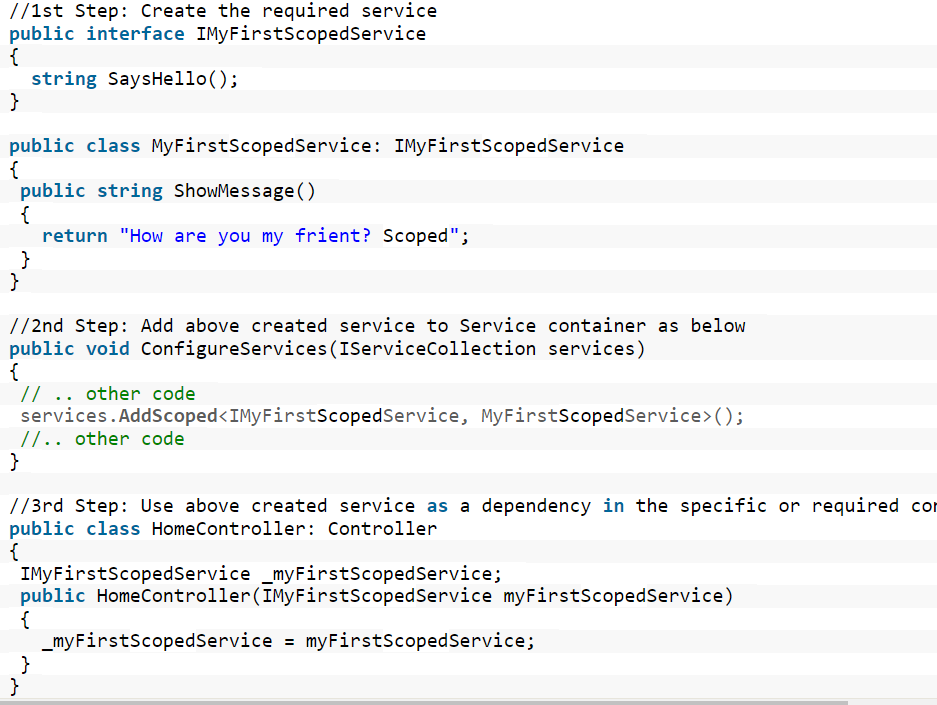 //1st Step: Create the required service
public interface IMyFirstScopedService
{
  string SaysHello();
}

public class MyFirstScopedService: IMyFirstScopedService
{
 public string ShowMessage()
 {
   return "How are you my frient? Scoped";
 }
}

//2nd Step: Add above created service to Service container as below
public void ConfigureServices(IServiceCollection services)
{
 // .. other code
 services.AddScoped<IMyFirstScopedService, MyFirstScopedService>();
 //.. other code
}

//3rd Step: Use above created service as a dependency in the specific or required
public class HomeController: Controller
{
 IMyFirstScopedService _myFirstScopedService;
 public HomeController(IMyFirstScopedService myFirstScopedService)
 {
   _myFirstScopedService = myFirstScopedService;
 }
}